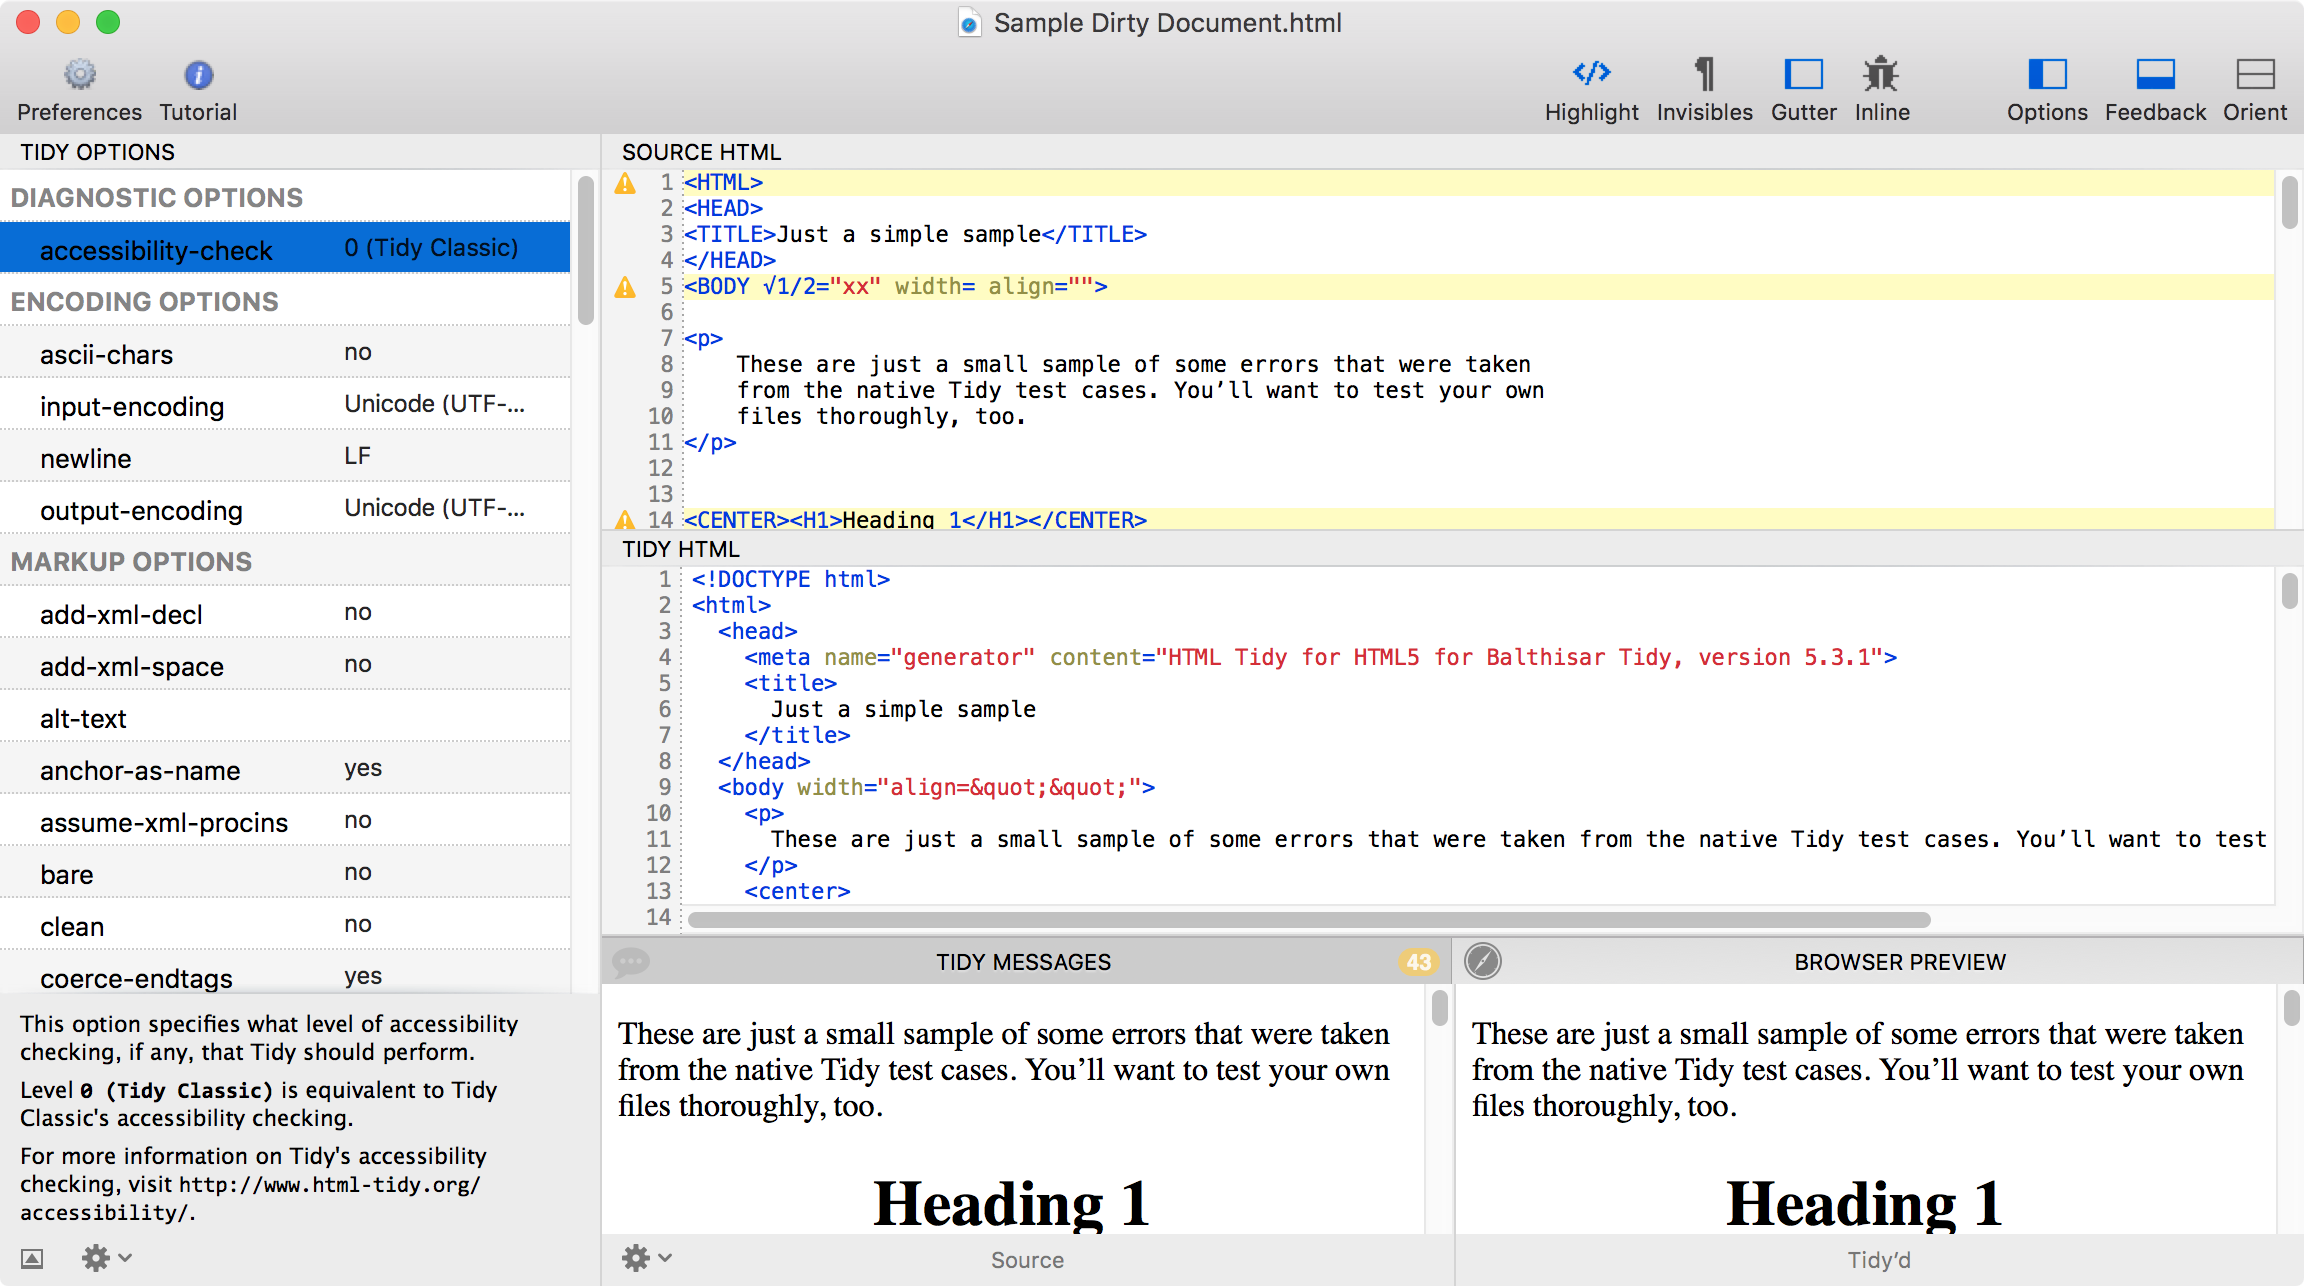 Sample Dirty Document.html
Preferences Tutorial Highlight Invisibles Gutter Inline Options Feedback Orient
TIDY OPTIONS
DIAGNOSTIC OPTIONS
accessibility-check 0 (Tidy Classic)
ENCODING OPTIONS
ascii-chars no
input-encoding Unicode (UTF-...
newline LF
output-encoding Unicode (UTF-...
MARKUP OPTIONS
add-xml-decl no
add-xml-space no
alt-text
anchor-as-name yes
assume-xml-procins no
bare no
clean no
coerce-endtags yes
This option specifies what level of accessibility
checking, if any, that Tidy should perform.
Level 0 (Tidy Classic) is equivalent to Tidy
Classic's accessibility checking.
For more information on Tidy's accessibility
checking, visit http://www.html-tidy.org/
accessibility/.
SOURCE HTML
1 <HTML>
2 <HEAD>
3 <TITLE>Just a simple sample</TITLE>
4 </HEAD>
5 <BODY √1/2="xx" width= align="">
6
7 <p>
8 These are just a small sample of some errors that were taken
9 from the native Tidy test cases. You’ll want to test your own
10 files thoroughly, too.
11 </p>
12
13
14 <CENTER><H1>Heading 1</H1></CENTER>
TIDY HTML
1 <!DOCTYPE html>
2 <html>
3 <head>
4 <meta name="generator" content="HTML Tidy for HTML5 for Balthisar Tidy, version 5.3.1">
5 <title>
6 Just a simple sample
7 </title>
8 </head>
9 <body width="align=&quot;&quot;">
10 <p>
11 These are just a small sample of some errors that were taken from the native Tidy test cases. You’ll want to test
12 </p>
13 <center>
14
TIDY MESSAGES 43
These are just a small sample of some errors that were taken
from the native Tidy test cases. You’ll want to test your own
files thoroughly, too.
Heading 1
Source
BROWSER PREVIEW
These are just a small sample of some errors that were taken
from the native Tidy test cases. You’ll want to test your own
files thoroughly, too.
Heading 1
Tidy’d